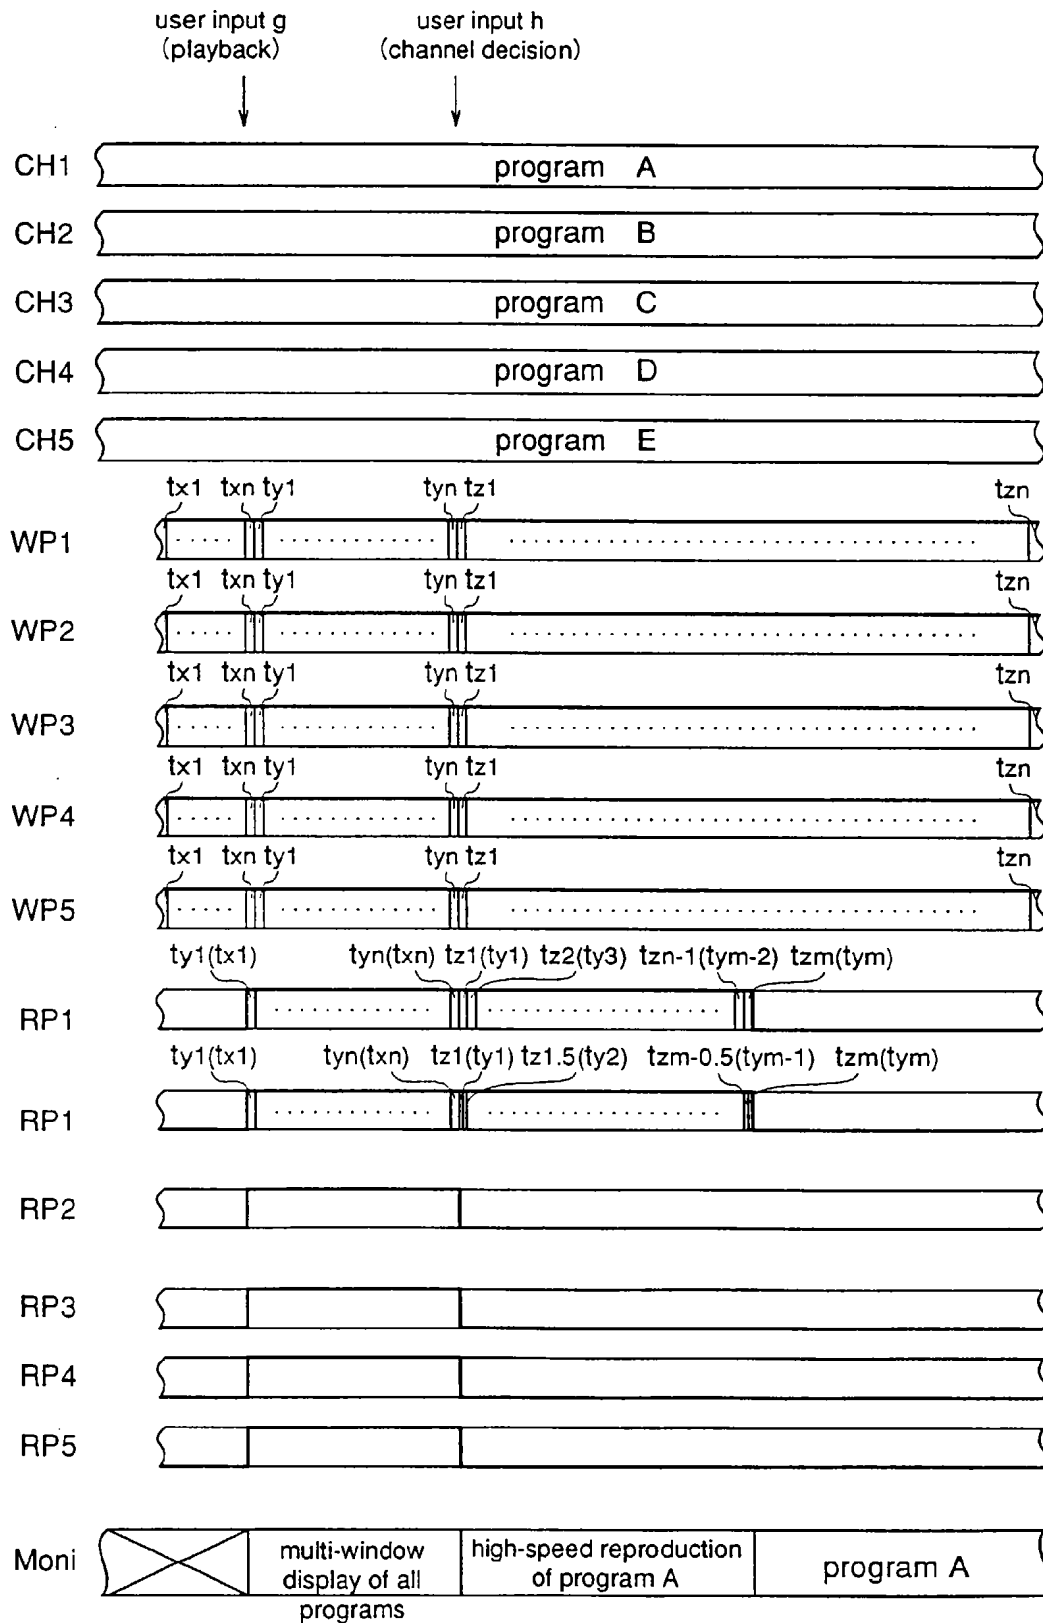 user input g
(playback)
user input h
(channel decision)
CH1 program A
CH2 program B
CH3 program C
CH4 program D
CH5 program E
tx1 txn ty1 tyn tz1 tzn
WP1
tx1 txn ty1 tyn tz1 tzn
WP2
tx1 txn ty1 tyn tz1 tzn
WP3
tx1 txn ty1 tyn tz1 tzn
WP4
tx1 txn ty1 tyn tz1 tzn
WP5
ty1(tx1) tyn(txn) tz1(ty1) tz2(ty3) tzn-1(tym-2) tzm(tym)
RP1
ty1(tx1) tyn(txn) tz1(ty1) tz1.5(ty2) tzm-0.5(tym-1) tzm(tym)
RP1
RP2
RP3
RP4
RP5
Moni
multi-window
display of all
programs
high-speed reproduction
of program A
program A